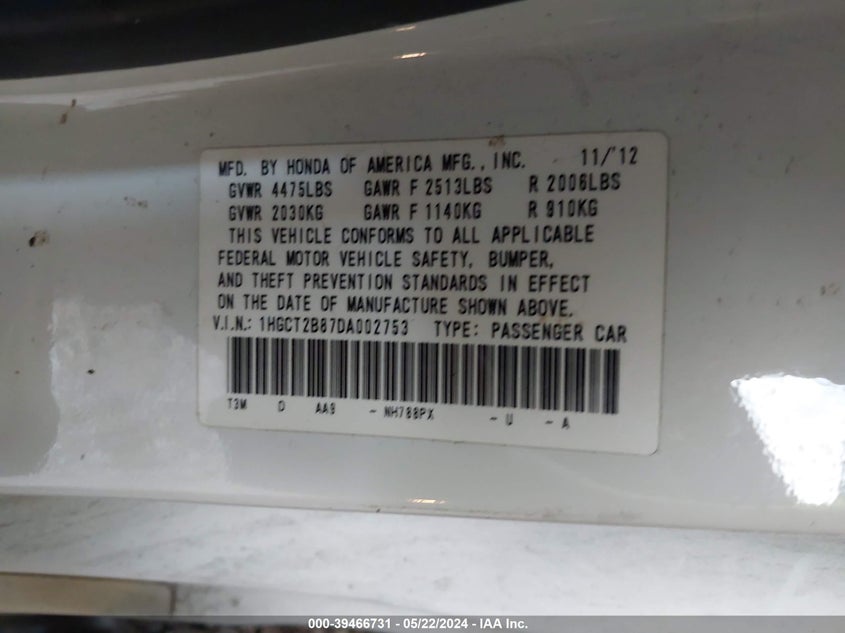 MFD. BY HONDA OF AMERICA MFG., INC. 11/'12
GVWR 4475LBS GAWR F 2513LBS R 2006LBS
GVWR 2030KG GAWR F 1140KG R 910KG
THIS VEHICLE CONFORMS TO ALL APPLICABLE
FEDERAL MOTOR VEHICLE SAFETY, BUMPER,
AND THEFT PREVENTION STANDARDS IN EFFECT
ON THE DATE OF MANUFACTURE SHOWN ABOVE.
V.I.N.: 1HGCT2B87DA002753 TYPE: PASSENGER CAR
T3M D AA9 - NH788PX - U - A
000-39466731 - 05/22/2024 - IAA Inc.